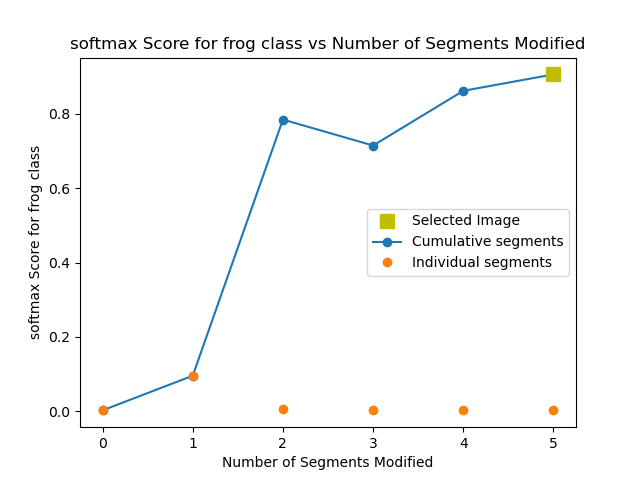 softmax Score for frog class vs Number of Segments Modified
softmax Score for frog class
0.8
0.6
0.4
0.2
0.0
Selected Image
Cumulative segments
Individual segments
0 1 2 3 4 5
Number of Segments Modified